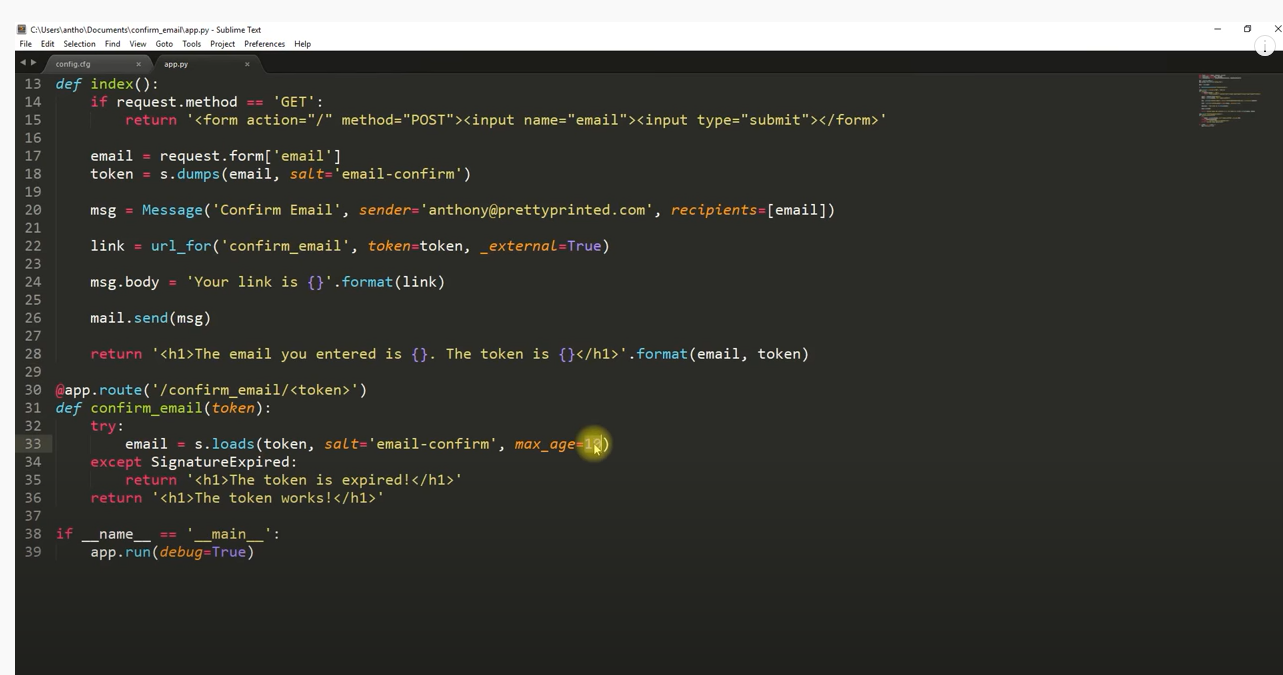 C:\Users\antho\Documents\confirm_email\app.py - Sublime Text
File Edit Selection Find View Goto Tools Project Preferences Help
config.cfg app.py
13 def index():
14     if request.method == 'GET':
15         return '<form action="/" method="POST"><input name="email"><input type="submit"></form>'
16
17     email = request.form['email']
18     token = s.dumps(email, salt='email-confirm')
19
20     msg = Message('Confirm Email', sender='anthony@prettyprinted.com', recipients=[email])
21
22     link = url_for('confirm_email', token=token, _external=True)
23
24     msg.body = 'Your link is {}'.format(link)
25
26     mail.send(msg)
27
28     return '<h1>The email you entered is {}. The token is {}</h1>'.format(email, token)
29
30 @app.route('/confirm_email/<token>')
31 def confirm_email(token):
32     try:
33         email = s.loads(token, salt='email-confirm', max_age=)
34     except SignatureExpired:
35         return '<h1>The token is expired!</h1>'
36     return '<h1>The token works!</h1>'
37
38 if __name__ == '__main__':
39     app.run(debug=True)